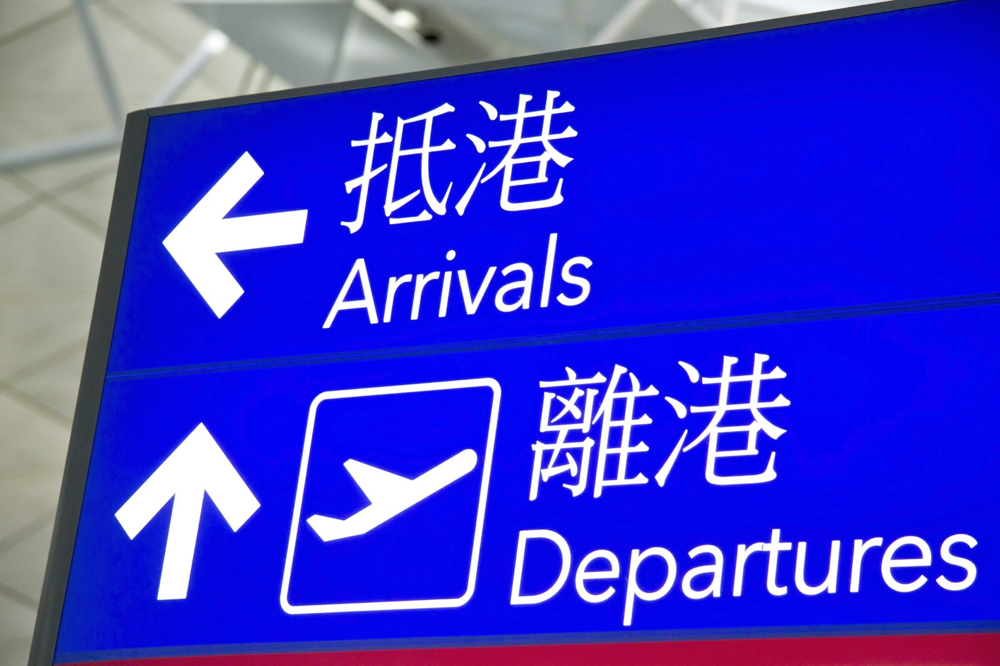 抵港
Arrivals
離港
Departures